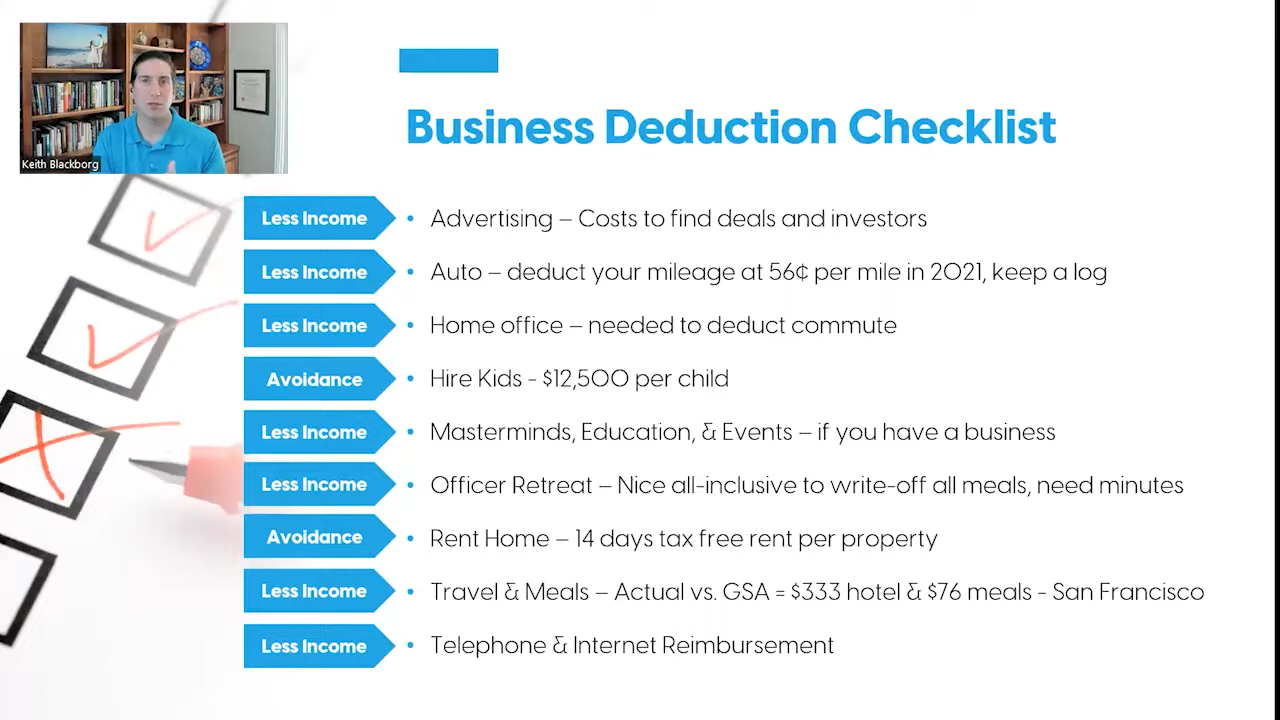 Keith Blackborg
Business Deduction Checklist
Less Income • Advertising – Costs to find deals and investors
Less Income • Auto – deduct your mileage at 56¢ per mile in 2021, keep a log
Less Income • Home office – needed to deduct commute
Avoidance • Hire Kids - $12,500 per child
Less Income • Masterminds, Education, & Events – if you have a business
Less Income • Officer Retreat – Nice all-inclusive to write-off all meals, need minutes
Avoidance • Rent Home – 14 days tax free rent per property
Less Income • Travel & Meals – Actual vs. GSA = $333 hotel & $76 meals - San Francisco
Less Income • Telephone & Internet Reimbursement